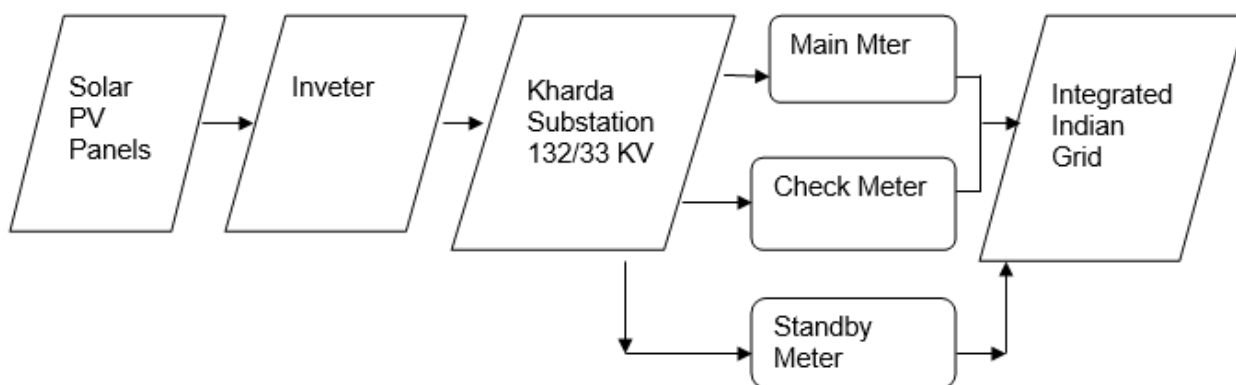 Solar
PV
Panels
Inveter
Kharda
Substation
132/33 KV
Main Mter
Check Meter
Standby
Meter
Integrated
Indian
Grid